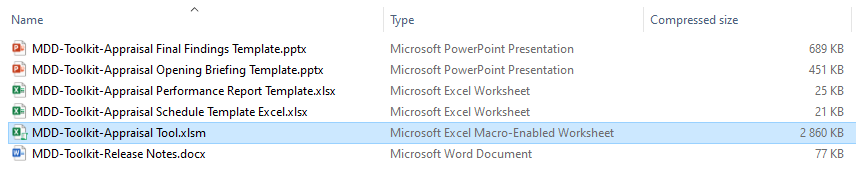 Name Type Compressed size
MDD-Toolkit-Appraisal Final Findings Template.pptx Microsoft PowerPoint Presentation 689 KB
MDD-Toolkit-Appraisal Opening Briefing Template.pptx Microsoft PowerPoint Presentation 451 KB
MDD-Toolkit-Appraisal Performance Report Template.xlsx Microsoft Excel Worksheet 25 KB
MDD-Toolkit-Appraisal Schedule Template Excel.xlsx Microsoft Excel Worksheet 21 KB
MDD-Toolkit-Appraisal Tool.xlsm Microsoft Excel Macro-Enabled Worksheet 2 860 KB
MDD-Toolkit-Release Notes.docx Microsoft Word Document 77 KB